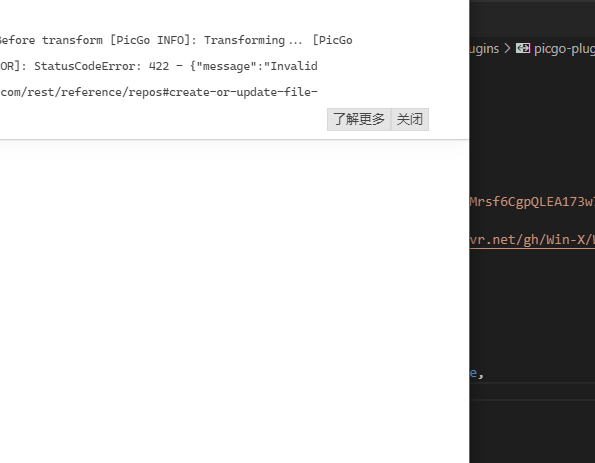 Before transform [PicGo INFO]: Transforming... [PicGo
OR]: StatusCodeError: 422 - {"message":"Invalid
.com/rest/reference/repos#create-or-update-file-
了解更多 关闭
ugins > picgo-plug
Mrsf6CgpQLEA173w
vr.net/gh/Win-X/
e,